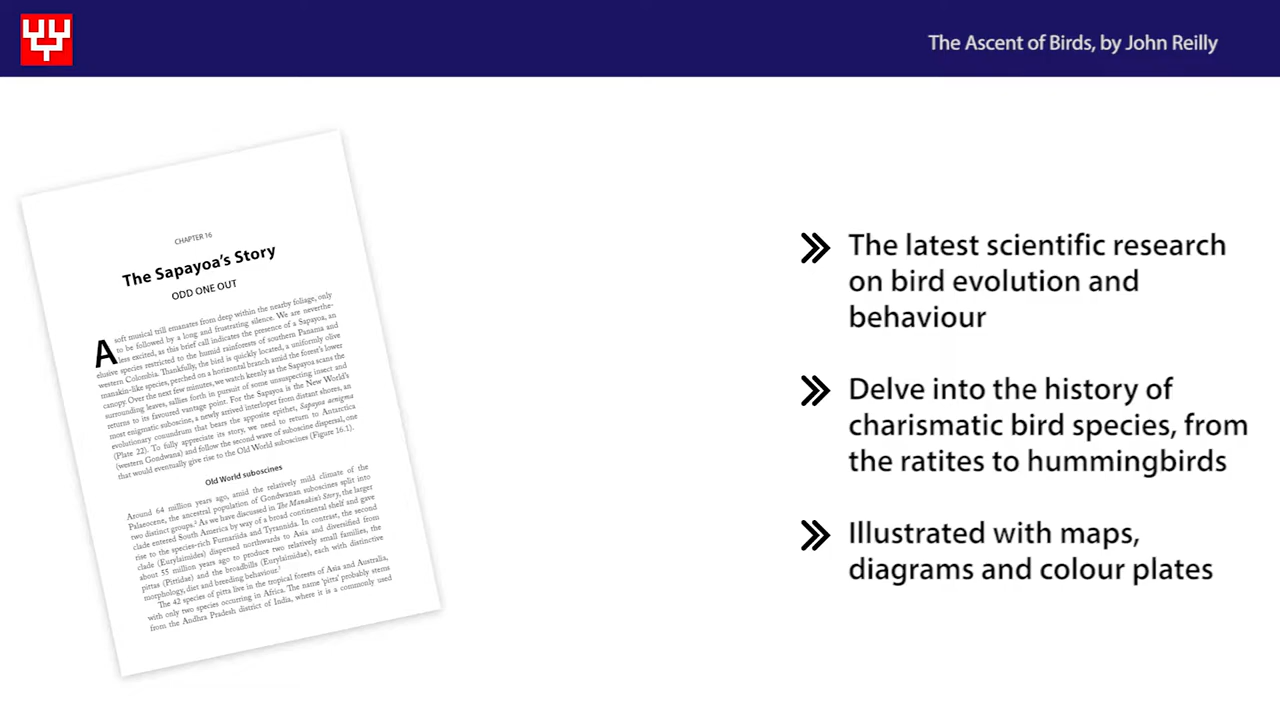 The Ascent of Birds, by John Reilly
CHAPTER 16
The Sapayoa's Story
ODD ONE OUT
A soft musical trill emanates from deep within the nearby foliage, only
to be followed by a long and frustrating silence. We are neverthe-
less excited, as this brief call indicates the presence of a Sapayoa, an
elusive species restricted to the humid rainforests of southern Panama and
western Colombia. Thankfully, the bird is quickly located, a uniformly olive
manakin-like species, perched on a horizontal branch amid the forest's lower
canopy. Over the next few minutes, we watch keenly as the Sapayoa scans the
surrounding leaves, sallies forth in pursuit of some unsuspecting insect and
returns to its favoured vantage point. For the Sapayoa is the New World's
most enigmatic suboscine, a newly arrived interloper from distant shores, an
evolutionary conundrum that bears the apposite epithet, Sapayoa aenigma
(Plate 22). To fully appreciate its story, we need to return to Antarctica
(western Gondwana) and follow the second wave of suboscine dispersal, one
that would eventually give rise to the Old World suboscines (Figure 16.1).
Old World suboscines
Around 64 million years ago, amid the relatively mild climate of the
Palaeocene, the ancestral population of Gondwanan suboscines split into
two distinct groups. As we have discussed in The Manakin's Story, the larger
clade entered South America by way of a broad continental shelf and gave
rise to the species-rich Furnariida and Tyrannida. In contrast, the second
clade (Eurylaimides) dispersed northwards to Asia and diversified from
about 55 million years ago to produce two relatively small families, the
pittas (Pittidae) and the broadbills (Eurylaimidae), each with distinctive
morphology, diet and breeding behaviour.
The 42 species of pitta live in the tropical forests of Asia and Australia,
with only two species occurring in Africa. The name 'pitta' probably stems
from the Andhra Pradesh district of India, where it is a commonly used
The latest scientific research
on bird evolution and
behaviour
Delve into the history of
charismatic bird species, from
the ratites to hummingbirds
Illustrated with maps,
diagrams and colour plates